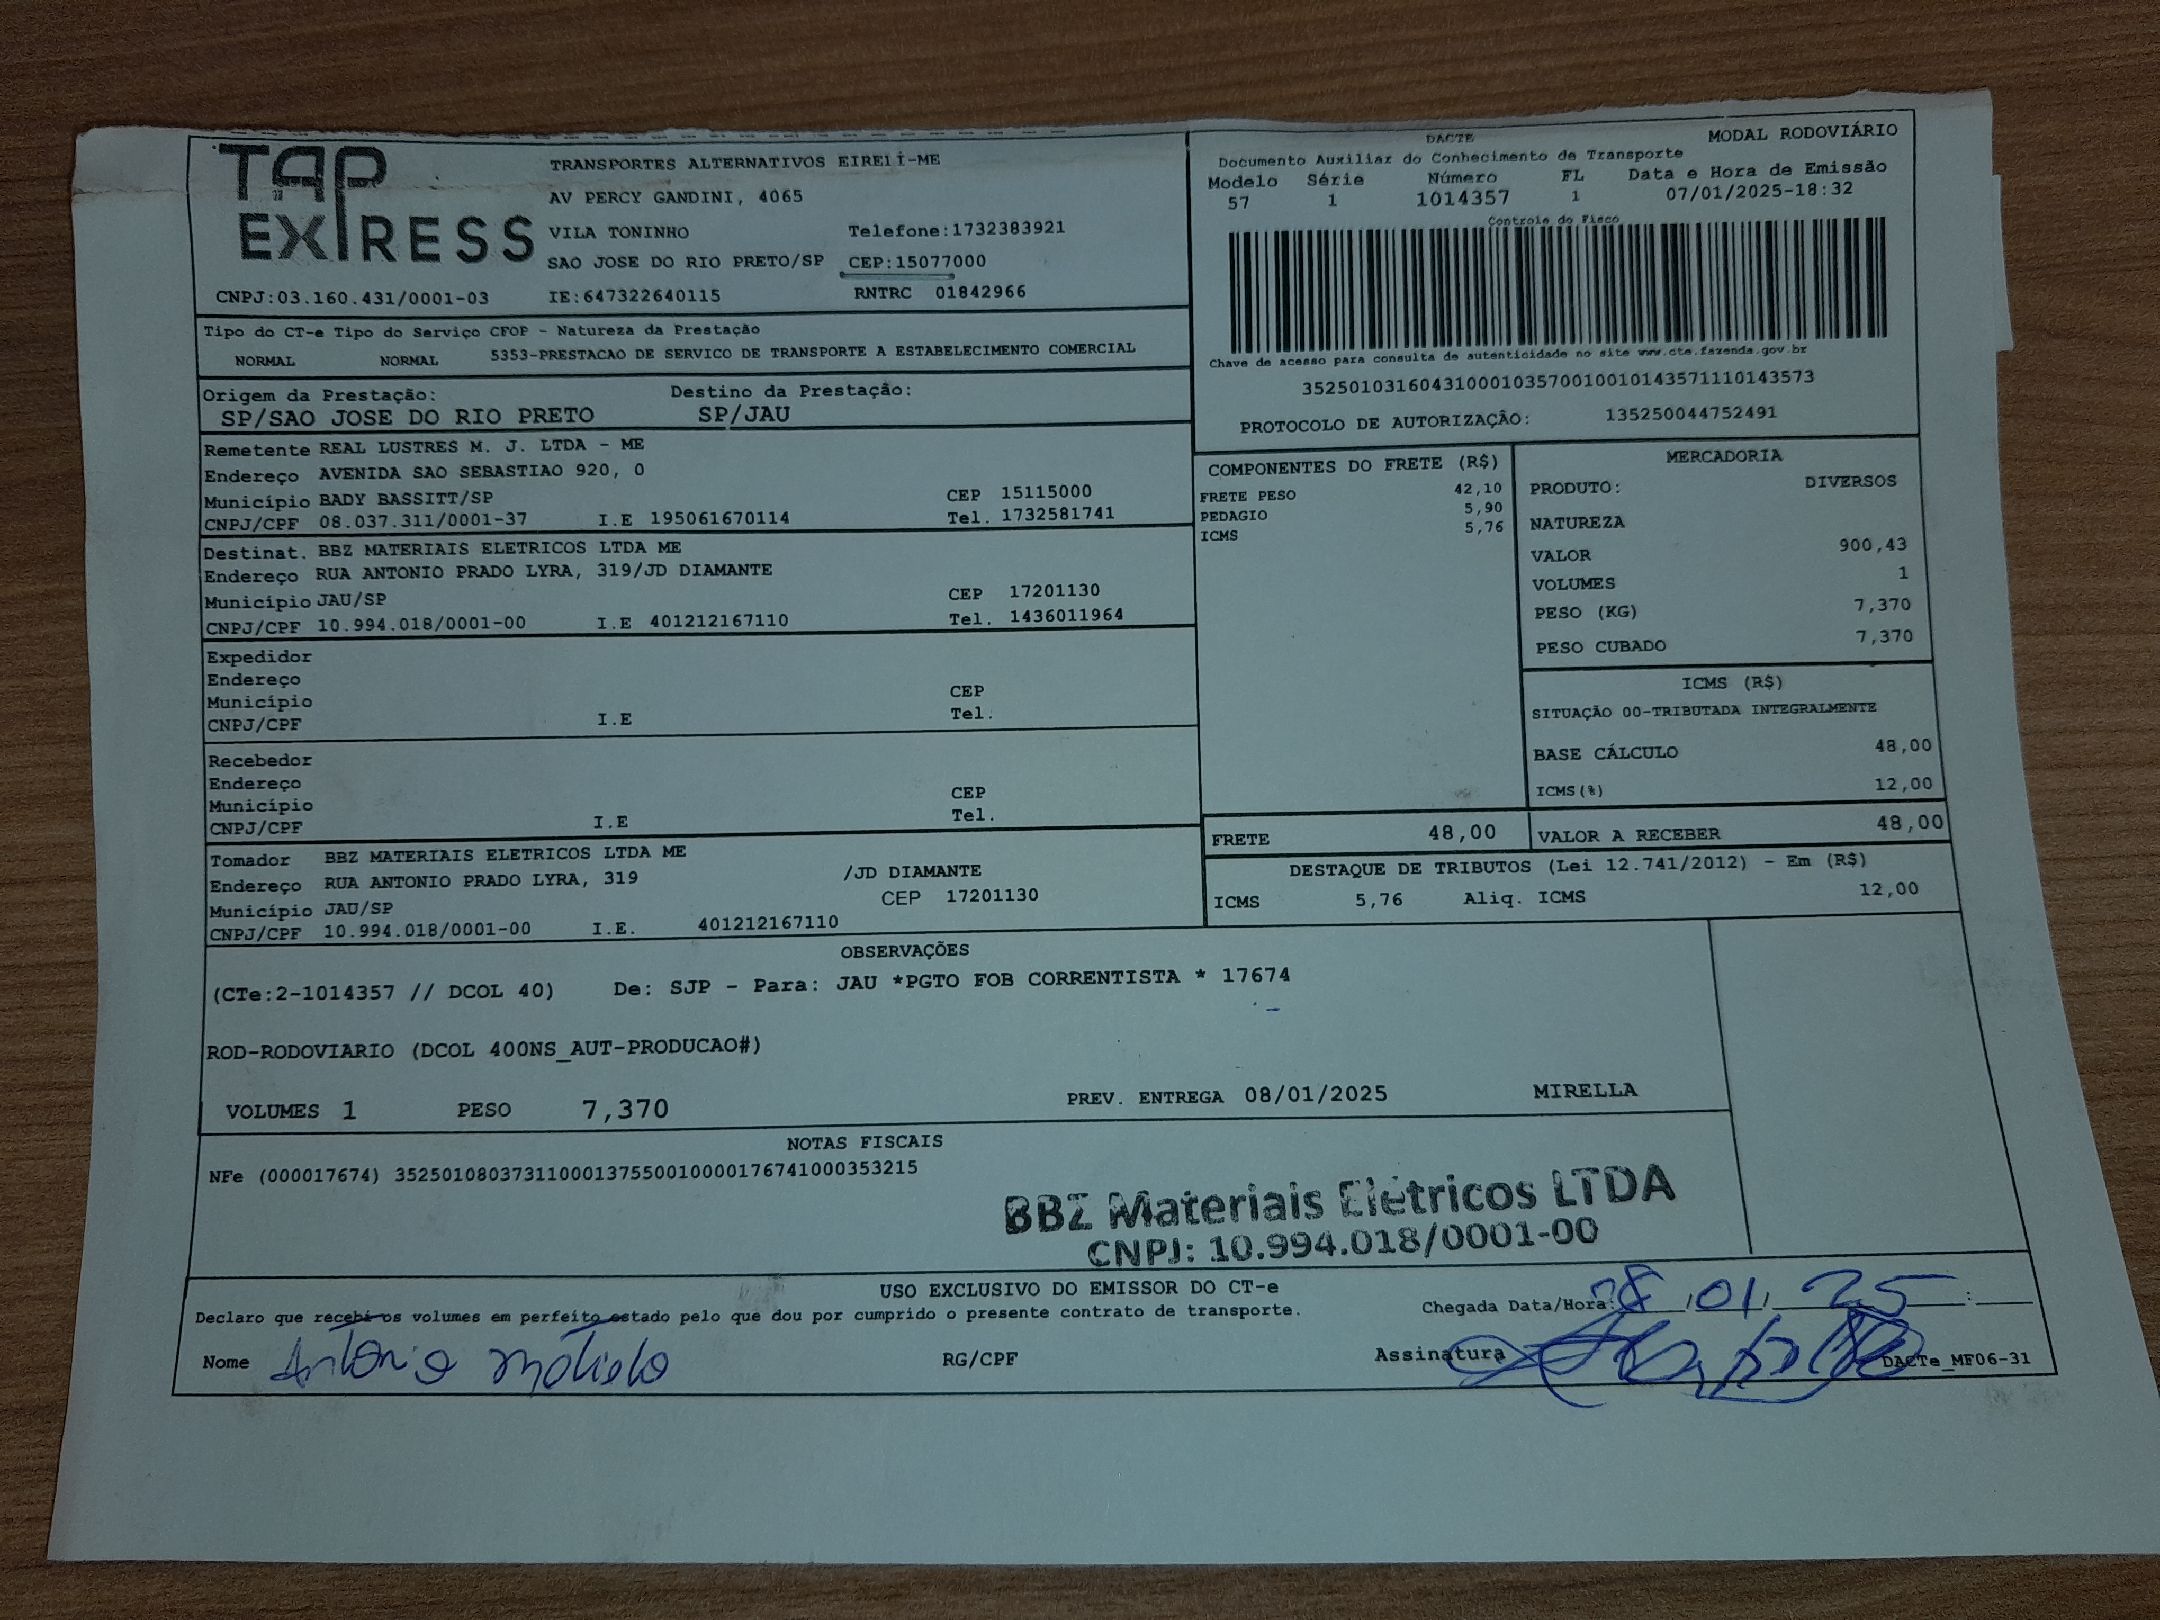 TAP EXPRESS
TRANSPORTES ALTERNATIVOS EIRELI-ME
AV PERCY GANDINI, 4065
VILA TONINHO Telefone:1732383921
SAO JOSE DO RIO PRETO/SP CEP:15077000
CNPJ:03.160.431/0001-03 IE:647322640115 RNTRC 01842966
DACTE MODAL RODOVIÁRIO
Documento Auxiliar do Conhecimento de Transporte
Modelo Série Número FL Data e Hora de Emissão
57 1 1014357 1 07/01/2025-18:32
Controle do Fisco
Chave de acesso para consulta de autenticidade no site www.cte.fazenda.gov.br
35250103160431000103570010010143571110143573
PROTOCOLO DE AUTORIZAÇÃO: 135250044752491
Tipo do CT-e Tipo do Serviço CFOP - Natureza da Prestação
NORMAL NORMAL 5353-PRESTACAO DE SERVICO DE TRANSPORTE A ESTABELECIMENTO COMERCIAL
Origem da Prestação: Destino da Prestação:
SP/SAO JOSE DO RIO PRETO SP/JAU
Remetente REAL LUSTRES M. J. LTDA - ME
Endereço AVENIDA SAO SEBASTIAO 920, 0
Município BADY BASSITT/SP CEP 15115000
CNPJ/CPF 08.037.311/0001-37 I.E 195061670114 Tel. 1732581741
Destinat. BBZ MATERIAIS ELETRICOS LTDA ME
Endereço RUA ANTONIO PRADO LYRA, 319/JD DIAMANTE
Município JAU/SP CEP 17201130
CNPJ/CPF 10.994.018/0001-00 I.E 401212167110 Tel. 1436011964
Expedidor
Endereço
Município CEP
CNPJ/CPF I.E Tel.
Recebedor
Endereço
Município CEP
CNPJ/CPF I.E Tel.
Tomador BBZ MATERIAIS ELETRICOS LTDA ME
Endereço RUA ANTONIO PRADO LYRA, 319 /JD DIAMANTE
Município JAU/SP CEP 17201130
CNPJ/CPF 10.994.018/0001-00 I.E. 401212167110
COMPONENTES DO FRETE (R$)
FRETE PESO 42,10
PEDAGIO 5,90
ICMS 5,76
MERCADORIA
PRODUTO: DIVERSOS
NATUREZA
VALOR 900,43
VOLUMES 1
PESO (KG) 7,370
PESO CUBADO 7,370
ICMS (R$)
SITUAÇÃO 00-TRIBUTADA INTEGRALMENTE
BASE CÁLCULO 48,00
ICMS(%) 12,00
FRETE 48,00 VALOR A RECEBER 48,00
DESTAQUE DE TRIBUTOS (Lei 12.741/2012) - Em (R$)
ICMS 5,76 Aliq. ICMS 12,00
OBSERVAÇÕES
(CTe:2-1014357 // DCOL 40) De: SJP - Para: JAU *PGTO FOB CORRENTISTA * 17674
ROD-RODOVIARIO (DCOL 400NS_AUT-PRODUCAO#)
VOLUMES 1 PESO 7,370 PREV. ENTREGA 08/01/2025 MIRELLA
NOTAS FISCAIS
NFe (000017674) 35250108037311000137550010000176741000353215
BBZ Materiais Elétricos LTDA
CNPJ: 10.994.018/0001-00
USO EXCLUSIVO DO EMISSOR DO CT-e
Declaro que recebi os volumes em perfeito estado pelo que dou por cumprido o presente contrato de transporte.
Chegada Data/Hora: 08/01/25 :
Nome Antonio RG/CPF Assinatura DACTe_MF06-31